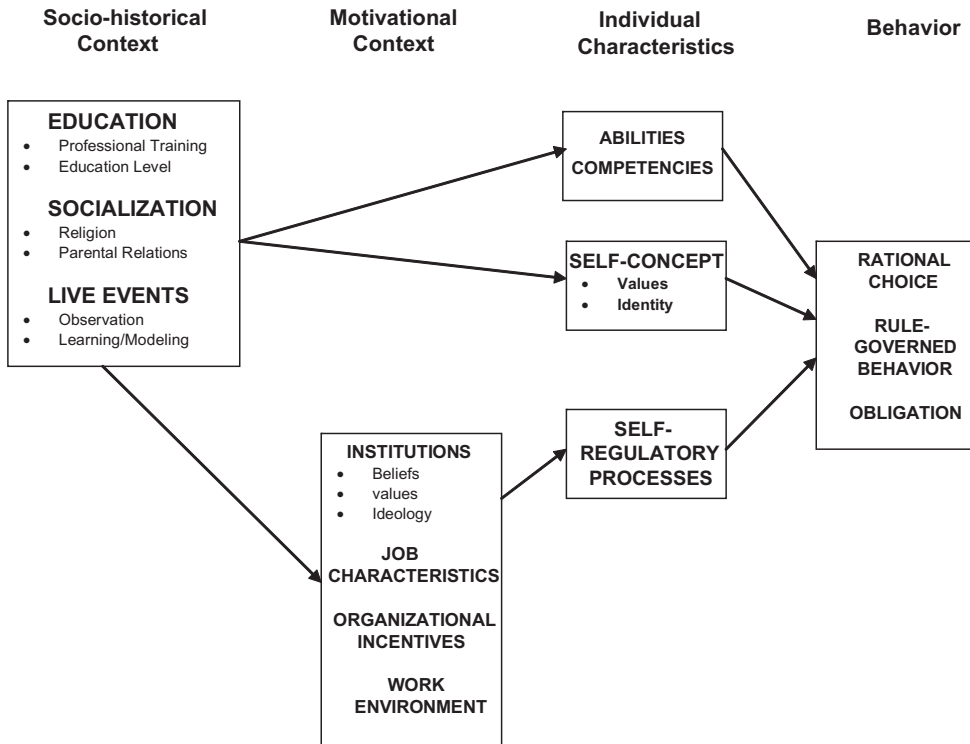 Socio-historical
Context
Motivational
Context
Individual
Characteristics
Behavior
EDUCATION
• Professional Training
• Education Level
SOCIALIZATION
• Religion
• Parental Relations
LIVE EVENTS
• Observation
• Learning/Modeling
INSTITUTIONS
• Beliefs
• values
• Ideology
JOB
CHARACTERISTICS
ORGANIZATIONAL
INCENTIVES
WORK
ENVIRONMENT
ABILITIES
COMPETENCIES
SELF-CONCEPT
• Values
• Identity
SELF-
REGULATORY
PROCESSES
RATIONAL
CHOICE
RULE-
GOVERNED
BEHAVIOR
OBLIGATION